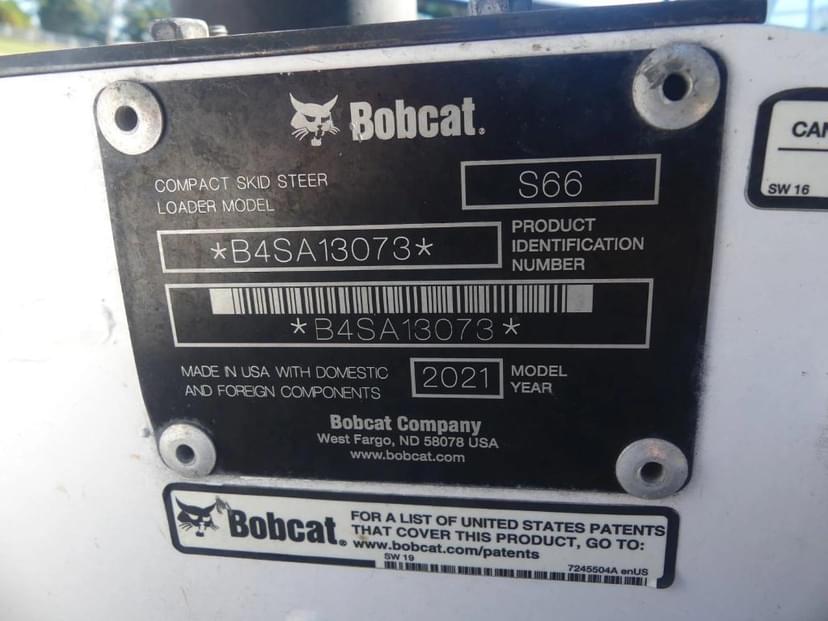 Bobcat.
COMPACT SKID STEER
LOADER MODEL
S66
*B4SA13073*
PRODUCT
IDENTIFICATION
NUMBER
*B4SA13073*
MADE IN USA WITH DOMESTIC
AND FOREIGN COMPONENTS
2021
MODEL
YEAR
Bobcat Company
West Fargo, ND 58078 USA
www.bobcat.com
Bobcat.
FOR A LIST OF UNITED STATES PATENTS
THAT COVER THIS PRODUCT, GO TO:
www.bobcat.com/patents
SW 19
7245504A enUS
SW 16